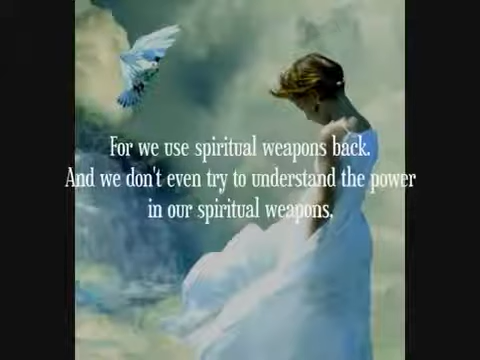 For we use spiritual weapons back.
And we don't even try to understand the power
in our spiritual weapons.